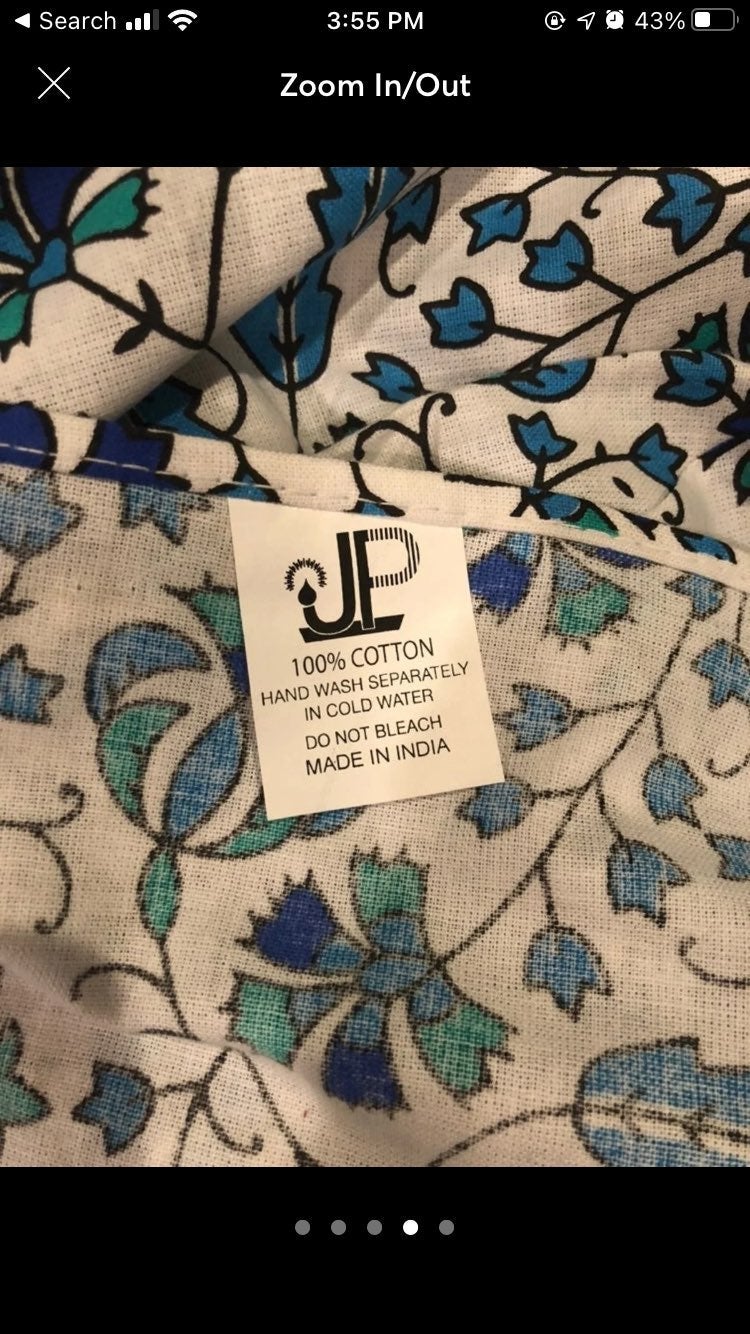 Search
3:55 PM
43%
Zoom In/Out
JP
100% COTTON
HAND WASH SEPARATELY
IN COLD WATER
DO NOT BLEACH
MADE IN INDIA